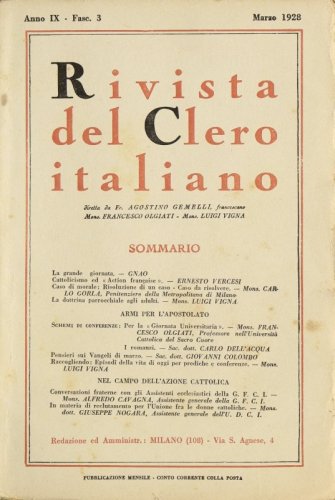 Anno IX - Fasc. 3 Marzo 1928
Rivista
del Clero
italiano
diretta da Fr. AGOSTINO GEMELLI, francescano
Mons. FRANCESCO OLGIATI - Mons. LUIGI VIGNA
SOMMARIO
La grande giornata. — GNAO
Cattolicismo ed « Action française ». — ERNESTO VERCESI
Caso di morale: Risoluzione di un caso - Caso da risolvere. — Mons. CAR-
LO GORLA, Penitenziere della Metropolitana di Milano
La dottrina parrocchiale agli adulti. — Mons. LUIGI VIGNA
ARMI PER L'APOSTOLATO
SCHEMI DI CONFERENZE: Per la « Giornata Universitaria ». — Mons. FRAN-
CESCO OLGIATI, Professore nell'Università
Cattolica del Sacro Cuore
I romanzi. — Sac. dott. CARLO DELL'ACQUA
Pensieri sui Vangeli di marzo. — Sac. dott. GIOVANNI COLOMBO
Raccogliendo: Episodi della vita di oggi per prediche e conferenze. — Mons.
LUIGI VIGNA
NEL CAMPO DELL'AZIONE CATTOLICA
Conversazioni fraterne con gli Assistenti ecclesiastici della G. F. C. I. —
Mons. ALFREDO CAVAGNA, Assistente generale della G. F. C. I.
In materia di reclutamento per l'Unione fra le donne cattoliche. — Mons.
dott. GIUSEPPE NOGARA, Assistente generale dell'U. D. C. I.
Redazione ed Amministr.: MILANO (108) - Via S. Agnese, 4
PUBBLICAZIONE MENSILE - CONTO CORRENTE COLLA POSTA